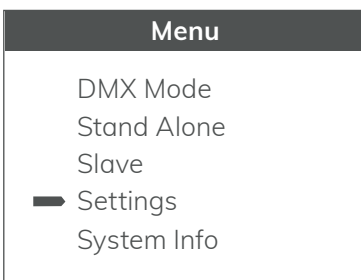 Menu
DMX Mode
Stand Alone
Slave
Settings
System Info